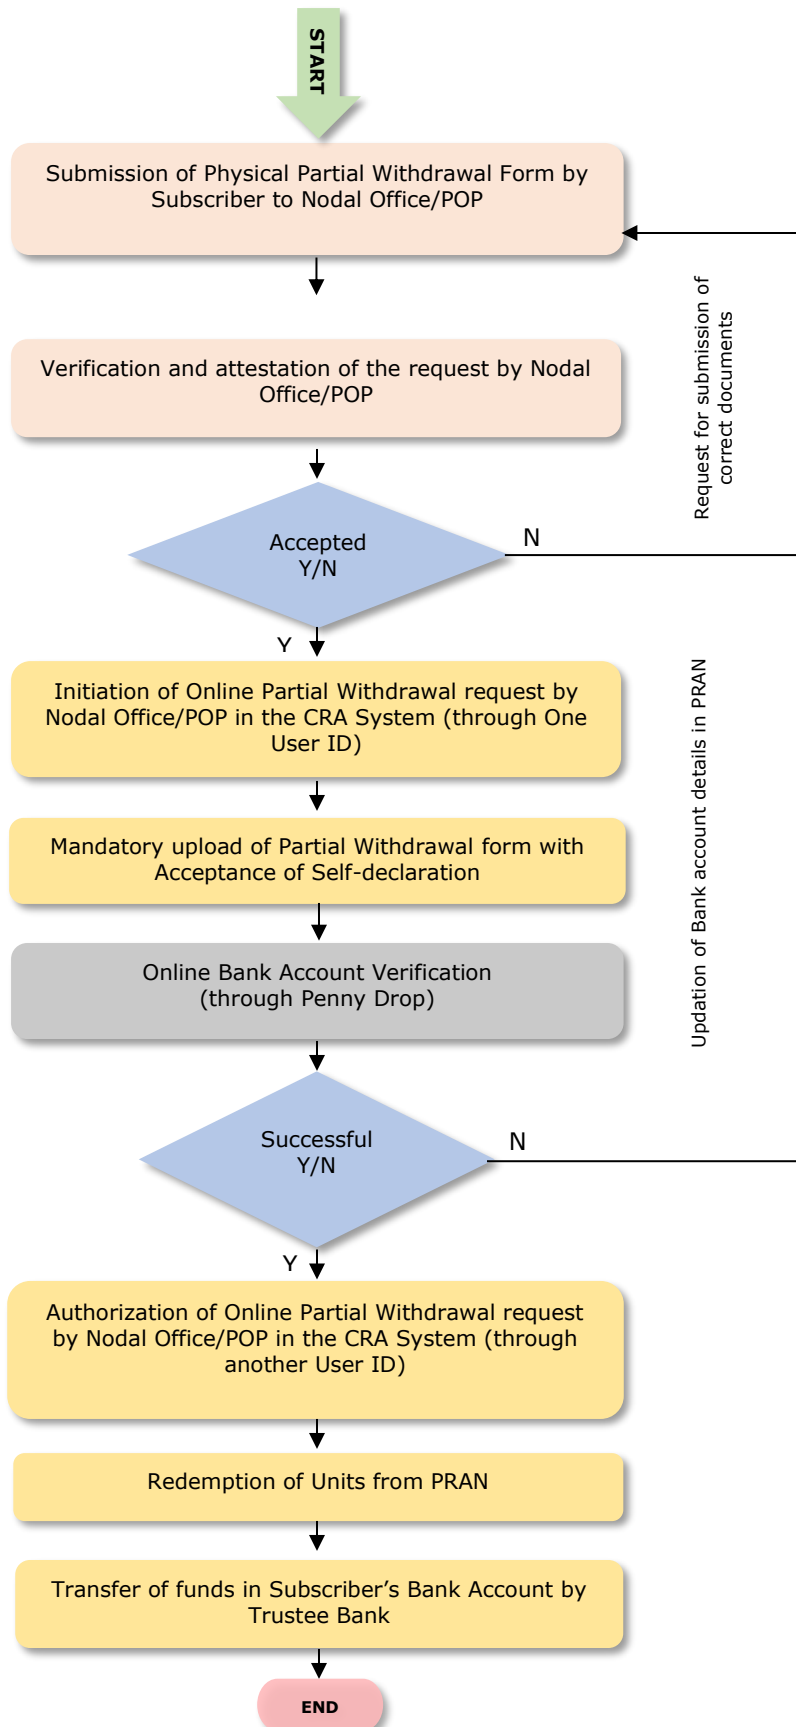 START
Submission of Physical Partial Withdrawal Form by
Subscriber to Nodal Office/POP
Verification and attestation of the request by Nodal
Office/POP
Request for submission of
correct documents
Accepted
Y/N
N
Y
Initiation of Online Partial Withdrawal request by
Nodal Office/POP in the CRA System (through One
User ID)
Updation of Bank account details in PRAN
Mandatory upload of Partial Withdrawal form with
Acceptance of Self-declaration
Online Bank Account Verification
(through Penny Drop)
Successful
Y/N
N
Y
Authorization of Online Partial Withdrawal request
by Nodal Office/POP in the CRA System (through
another User ID)
Redemption of Units from PRAN
Transfer of funds in Subscriber’s Bank Account by
Trustee Bank
END